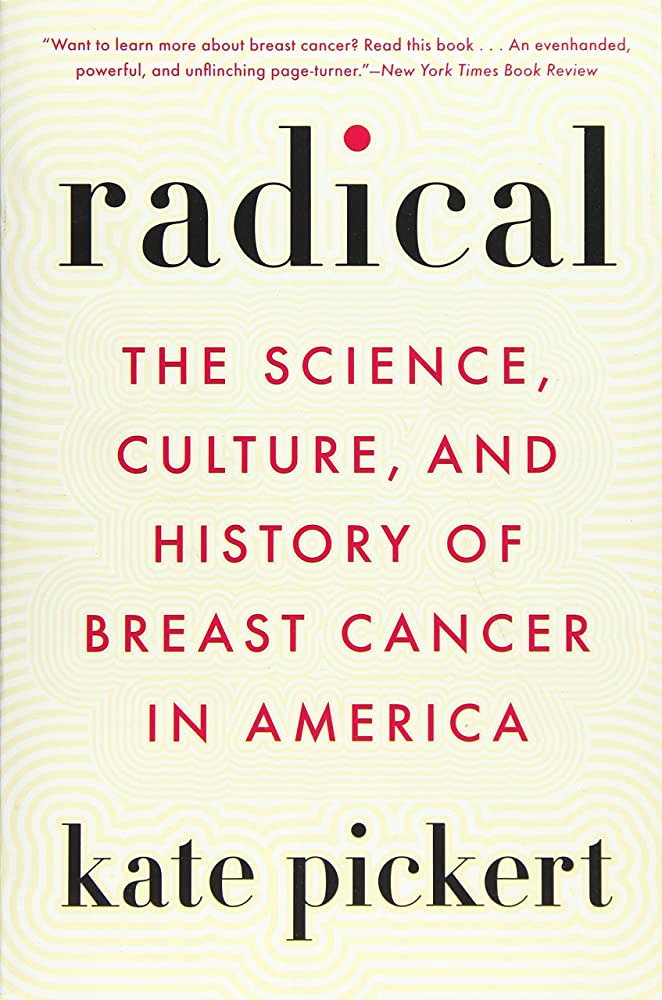 “Want to learn more about breast cancer? Read this book . . . An evenhanded,
powerful, and unflinching page-turner.”—New York Times Book Review
radical
THE SCIENCE,
CULTURE, AND
HISTORY OF
BREAST CANCER
IN AMERICA
kate pickert